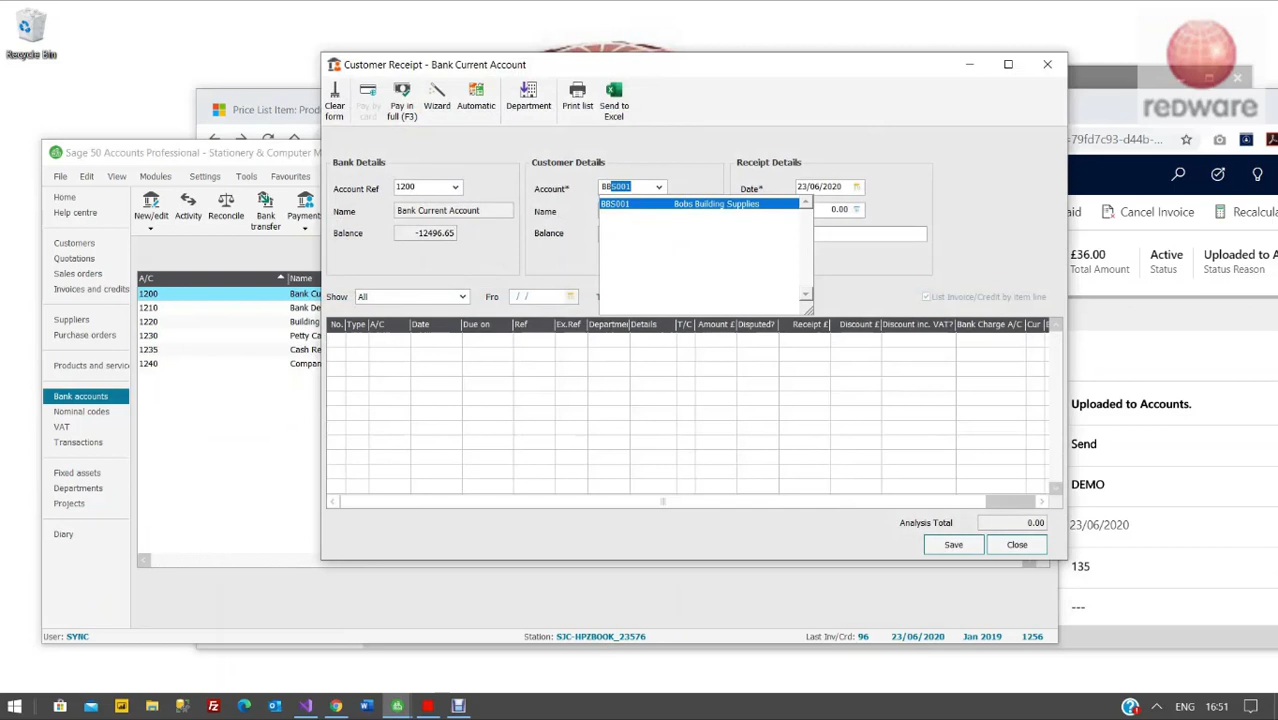 Recycle Bin
redware
Price List Item: Prod
=79fd7c93-d44b-...
Cancel Invoice
Recalcula
£36.00
Total Amount
Active
Status
Uploaded to
Status Reason
Uploaded to Accounts.
Send
DEMO
23/06/2020
135
---
Sage 50 Accounts Professional - Stationery & Computer M
File Edit View Modules Settings Tools Favourites
Home
Help centre
Customers
Quotations
Sales orders
Invoices and credits
Suppliers
Purchase orders
Products and servic
Bank accounts
Nominal codes
VAT
Transactions
Fixed assets
Departments
Projects
Diary
New/edit
Activity
Reconcile
Bank
transfer
Payment
A/C Name
1200 Bank Cu
1210 Bank De
1220 Building
1230 Petty Ca
1235 Cash Re
1240 Compan
User: SYNC
Station: SJC-HPZBOOK_23576
Last Inv/Crd: 96
23/06/2020
Jan 2019
1256
Customer Receipt - Bank Current Account
Clear
form
Pay by
card
Pay in
full (F3)
Wizard
Automatic
Department
Print list
Send to
Excel
Bank Details
Account Ref 1200
Name Bank Current Account
Balance -12496.65
Customer Details
Account* BBS001
BBS001 Bobs Building Supplies
Name
Balance
Receipt Details
Date* 23/06/2020
0.00
Show All
Fro / /
T
List Invoice/Credit by item line
No. Type A/C Date Due on Ref Ex.Ref Departmen Details T/C Amount £ Disputed? Receipt £ Discount £ Discount inc. VAT? Bank Charge A/C Cur
Analysis Total 0.00
Save Close
ENG 16:51